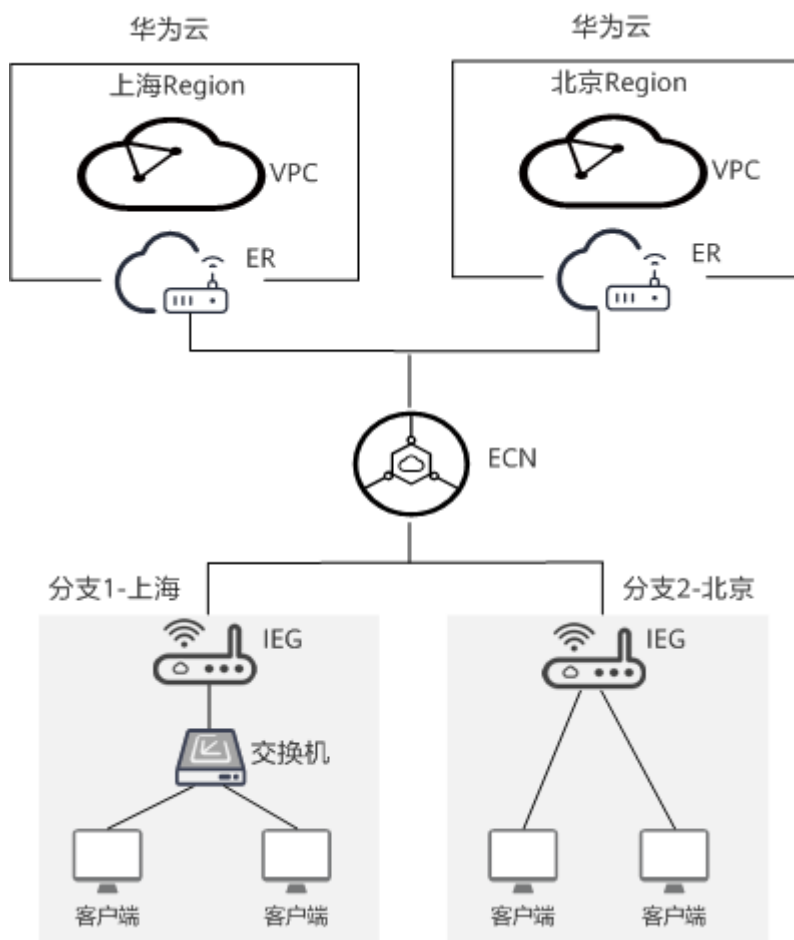 华为云
华为云
上海Region
北京Region
VPC
VPC
ER
ER
ECN
分支1-上海
分支2-北京
IEG
IEG
交换机
客户端
客户端
客户端
客户端